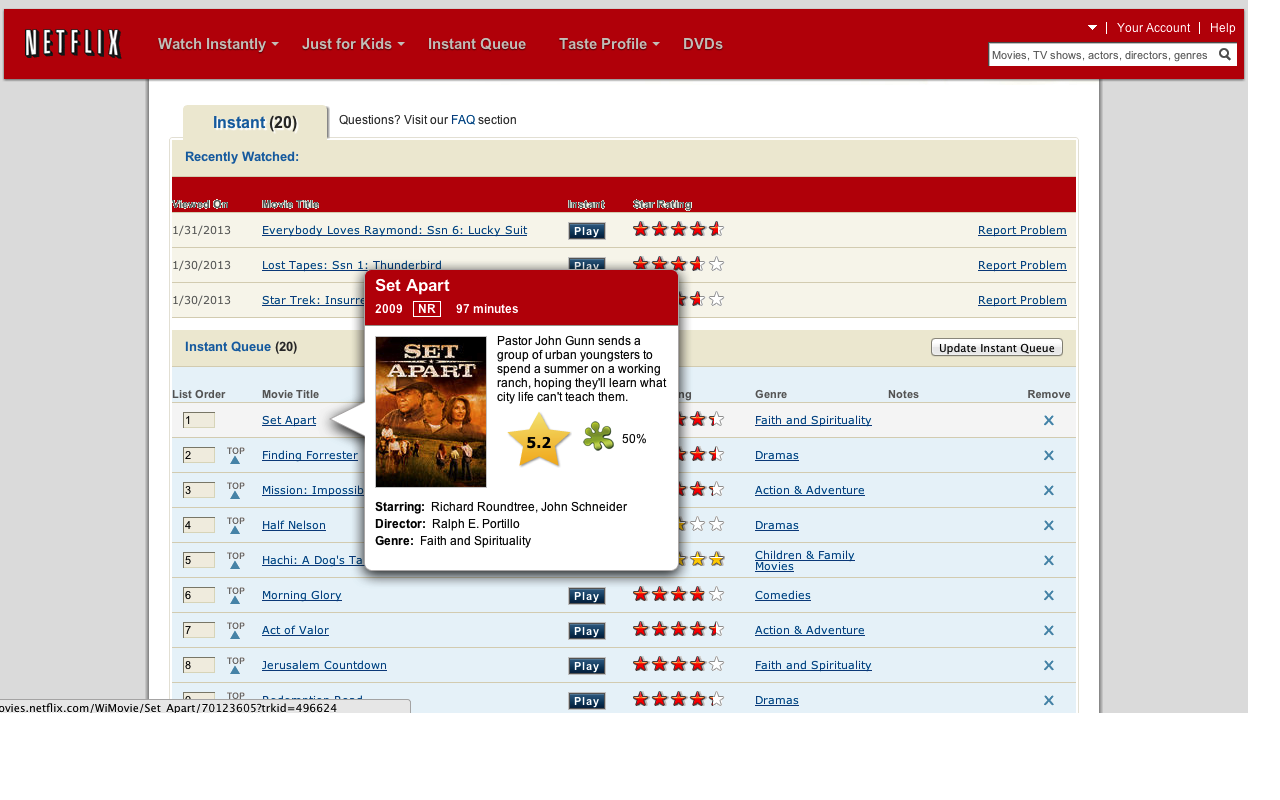 NETFLIX
Watch Instantly Just for Kids Instant Queue Taste Profile DVDs
Your Account Help
Movies, TV shows, actors, directors, genres
Instant (20)
Questions? Visit our FAQ section
Recently Watched:
Viewed On Movie Title Instant Star Rating
1/31/2013 Everybody Loves Raymond: Ssn 6: Lucky Suit Play Report Problem
1/30/2013 Lost Tapes: Ssn 1: Thunderbird Play Report Problem
1/30/2013 Star Trek: Insurre Report Problem
Set Apart
2009 NR 97 minutes
Pastor John Gunn sends a
group of urban youngsters to
spend a summer on a working
ranch, hoping they'll learn what
city life can't teach them.
SET
APART
5.2 50%
Starring: Richard Roundtree, John Schneider
Director: Ralph E. Portillo
Genre: Faith and Spirituality
Instant Queue (20) Update Instant Queue
List Order Movie Title ng Genre Notes Remove
1 Set Apart Faith and Spirituality X
2 TOP Finding Forrester Dramas X
3 TOP Mission: Impossib Action & Adventure X
4 TOP Half Nelson Dramas X
5 TOP Hachi: A Dog's Ta Children & Family
Movies X
6 TOP Morning Glory Play Comedies X
7 TOP Act of Valor Play Action & Adventure X
8 TOP Jerusalem Countdown Play Faith and Spirituality X
9 TOP Redemption Road Play Dramas X
ovies.netflix.com/WiMovie/Set_Apart/70123605?trkid=496624